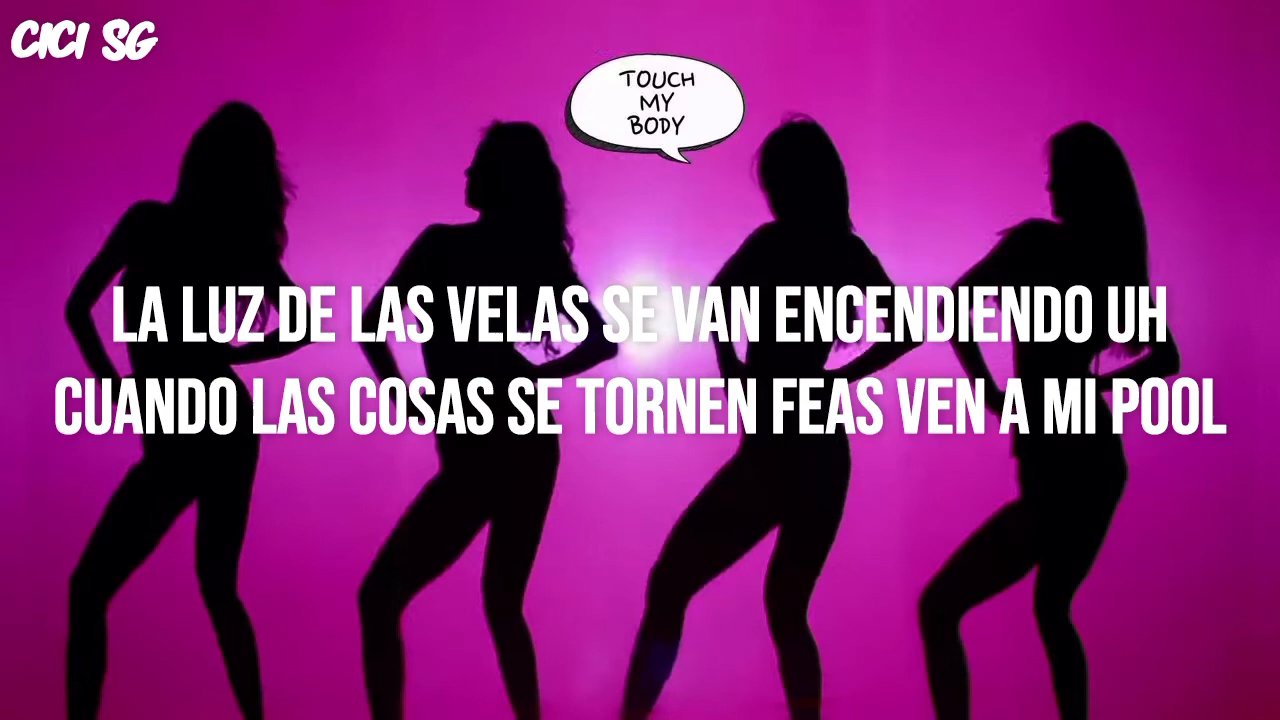 CICI SG
TOUCH
MY
BODY
LA LUZ DE LAS VELAS SE VAN ENCENDIENDO UH
CUANDO LAS COSAS SE TORNEN FEAS VEN A MI POOL